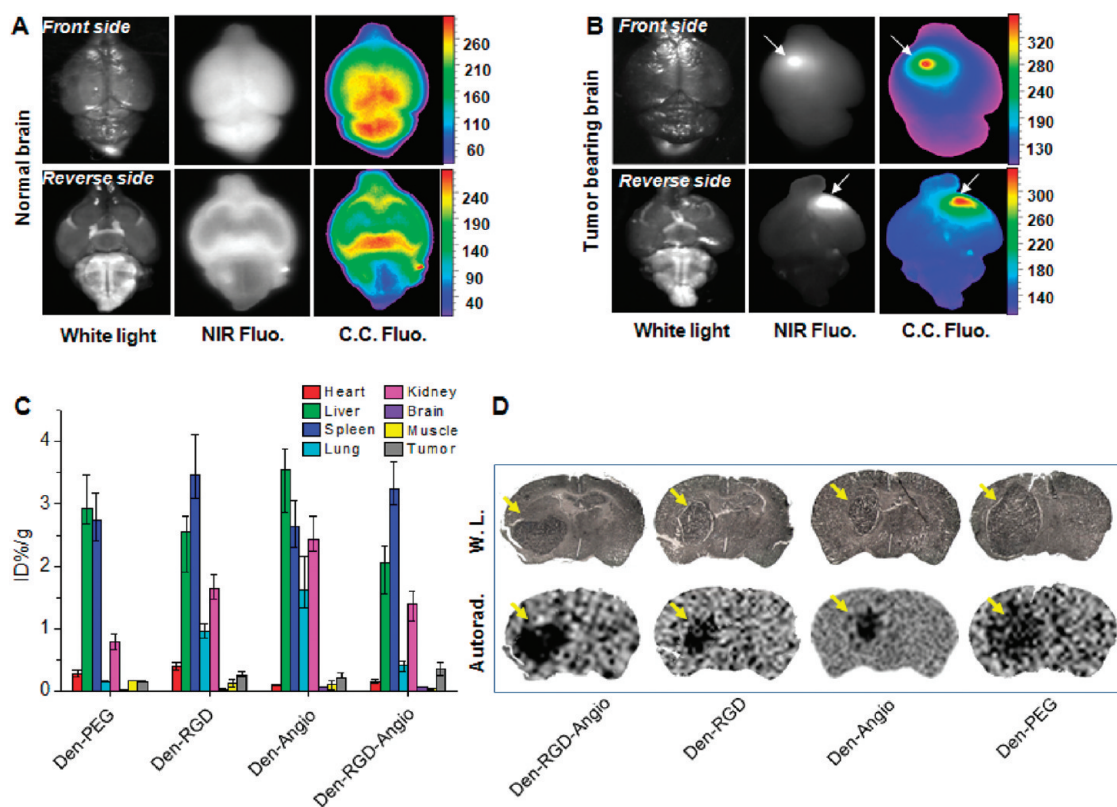 A
Normal brain
Front side
260
210
160
110
60
Reverse side
290
240
190
140
90
40
White light
NIR Fluo.
C.C. Fluo.
B
Tumor bearing brain
Front side
320
280
240
190
130
Reverse side
300
260
220
180
140
White light
NIR Fluo.
C.C. Fluo.
C
Heart
Kidney
Liver
Brain
Spleen
Muscle
Lung
Tumor
ID%/g
4
3
2
1
0
Den-PEG
Den-RGD
Den-Angio
Den-RGD-Angio
D
W. L.
Autorad.
Den-RGD-Angio
Den-RGD
Den-Angio
Den-PEG